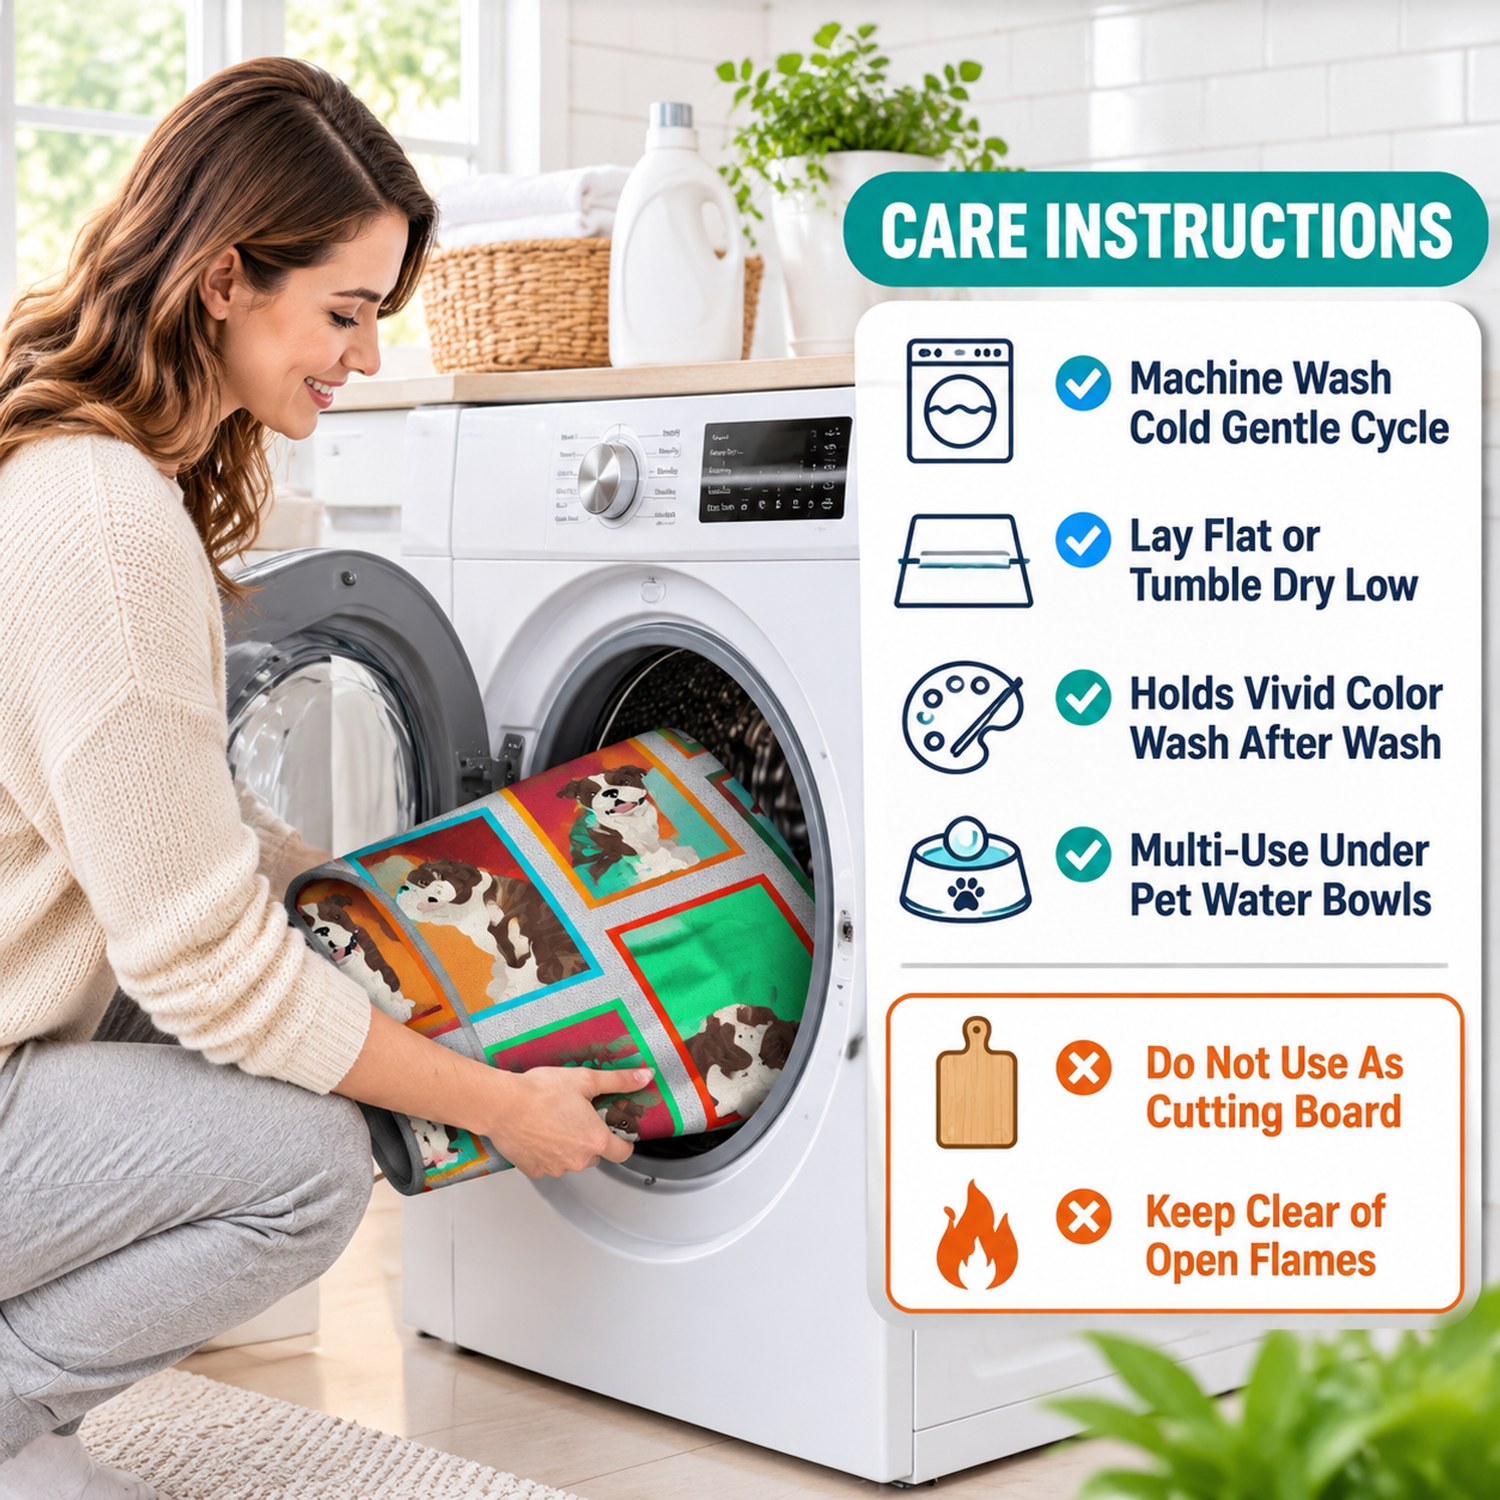 CARE INSTRUCTIONS
Machine Wash
Cold Gentle Cycle
Lay Flat or
Tumble Dry Low
Holds Vivid Color
Wash After Wash
Multi-Use Under
Pet Water Bowls
Do Not Use As
Cutting Board
Keep Clear of
Open Flames